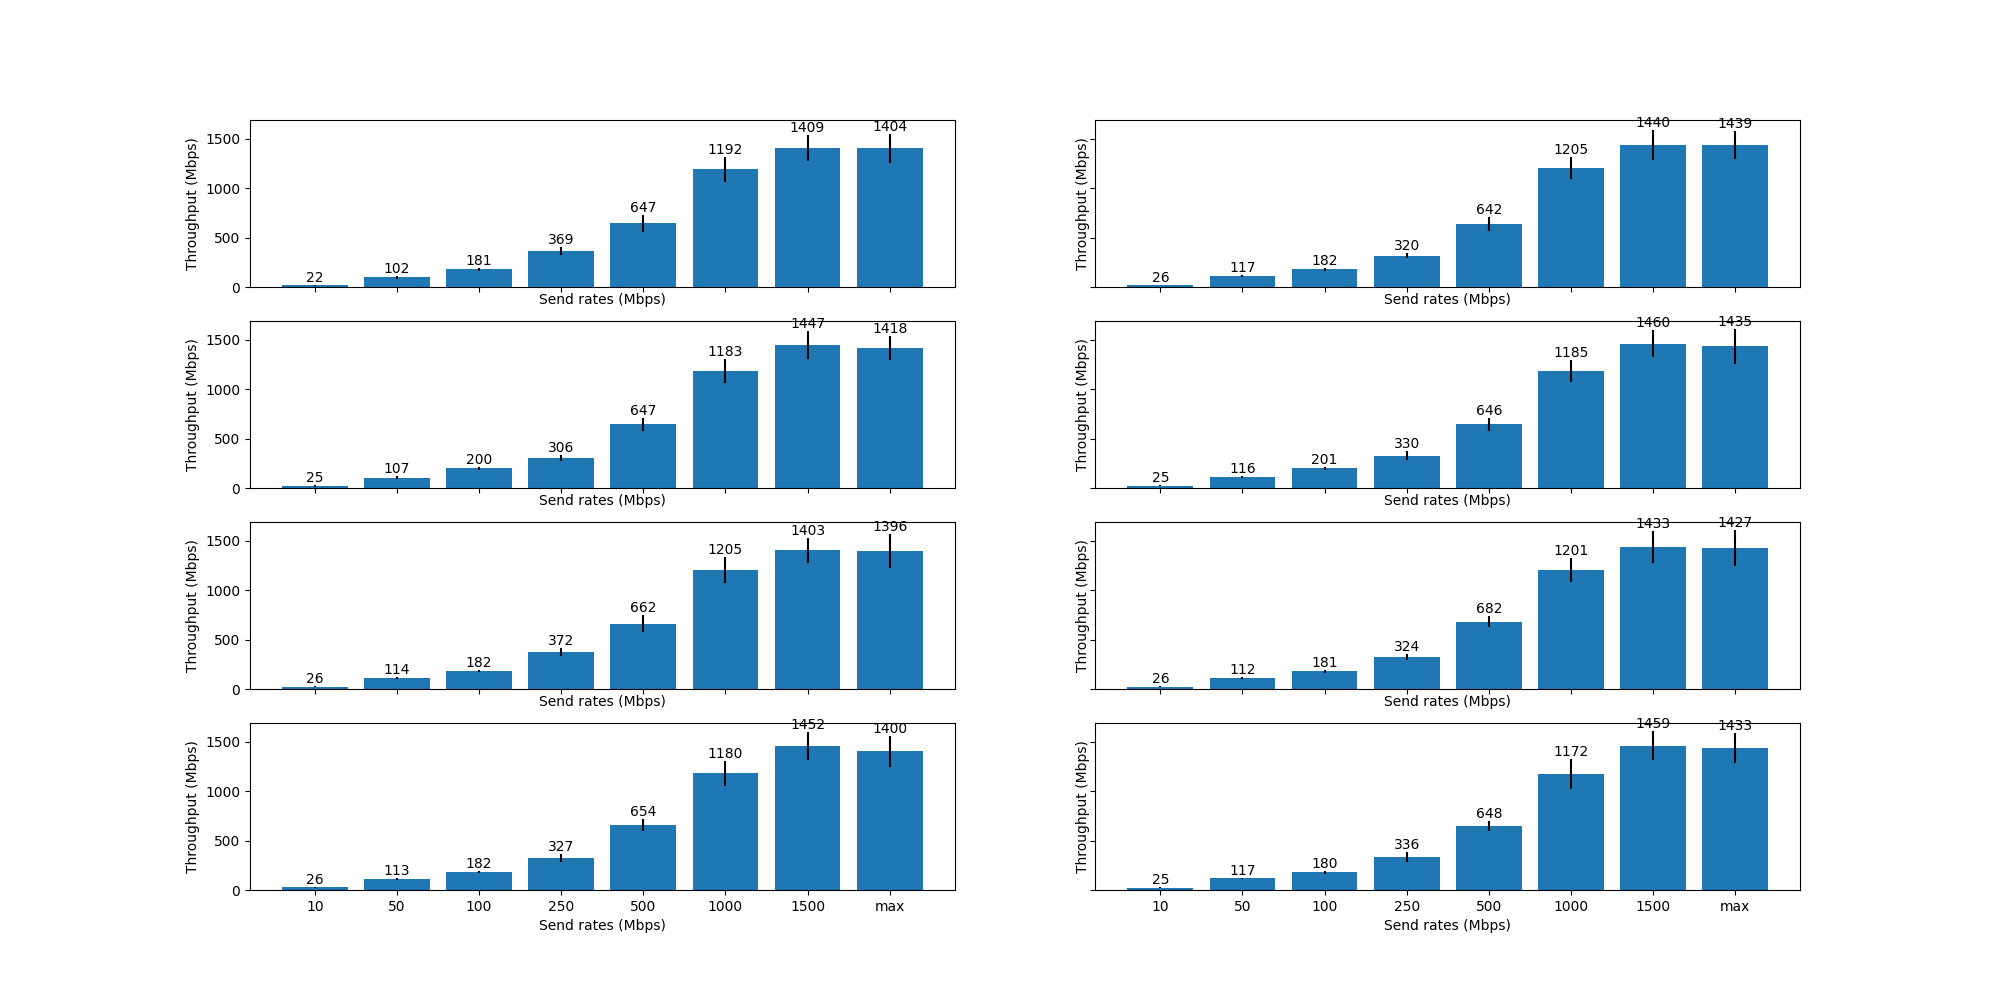 1500
1000
500
0
Throughput (Mbps)
22 102 181 369 647 1192 1409 1404
Send rates (Mbps)
Throughput (Mbps)
26 117 182 320 642 1205 1440 1439
Send rates (Mbps)
1500
1000
500
0
Throughput (Mbps)
25 107 200 306 647 1183 1447 1418
Send rates (Mbps)
Throughput (Mbps)
25 116 201 330 646 1185 1460 1435
Send rates (Mbps)
1500
1000
500
0
Throughput (Mbps)
26 114 182 372 662 1205 1403 1396
Send rates (Mbps)
Throughput (Mbps)
26 112 181 324 682 1201 1433 1427
Send rates (Mbps)
1500
1000
500
0
Throughput (Mbps)
26 113 182 327 654 1180 1452 1400
10 50 100 250 500 1000 1500 max
Send rates (Mbps)
Throughput (Mbps)
25 117 180 336 648 1172 1459 1433
10 50 100 250 500 1000 1500 max
Send rates (Mbps)